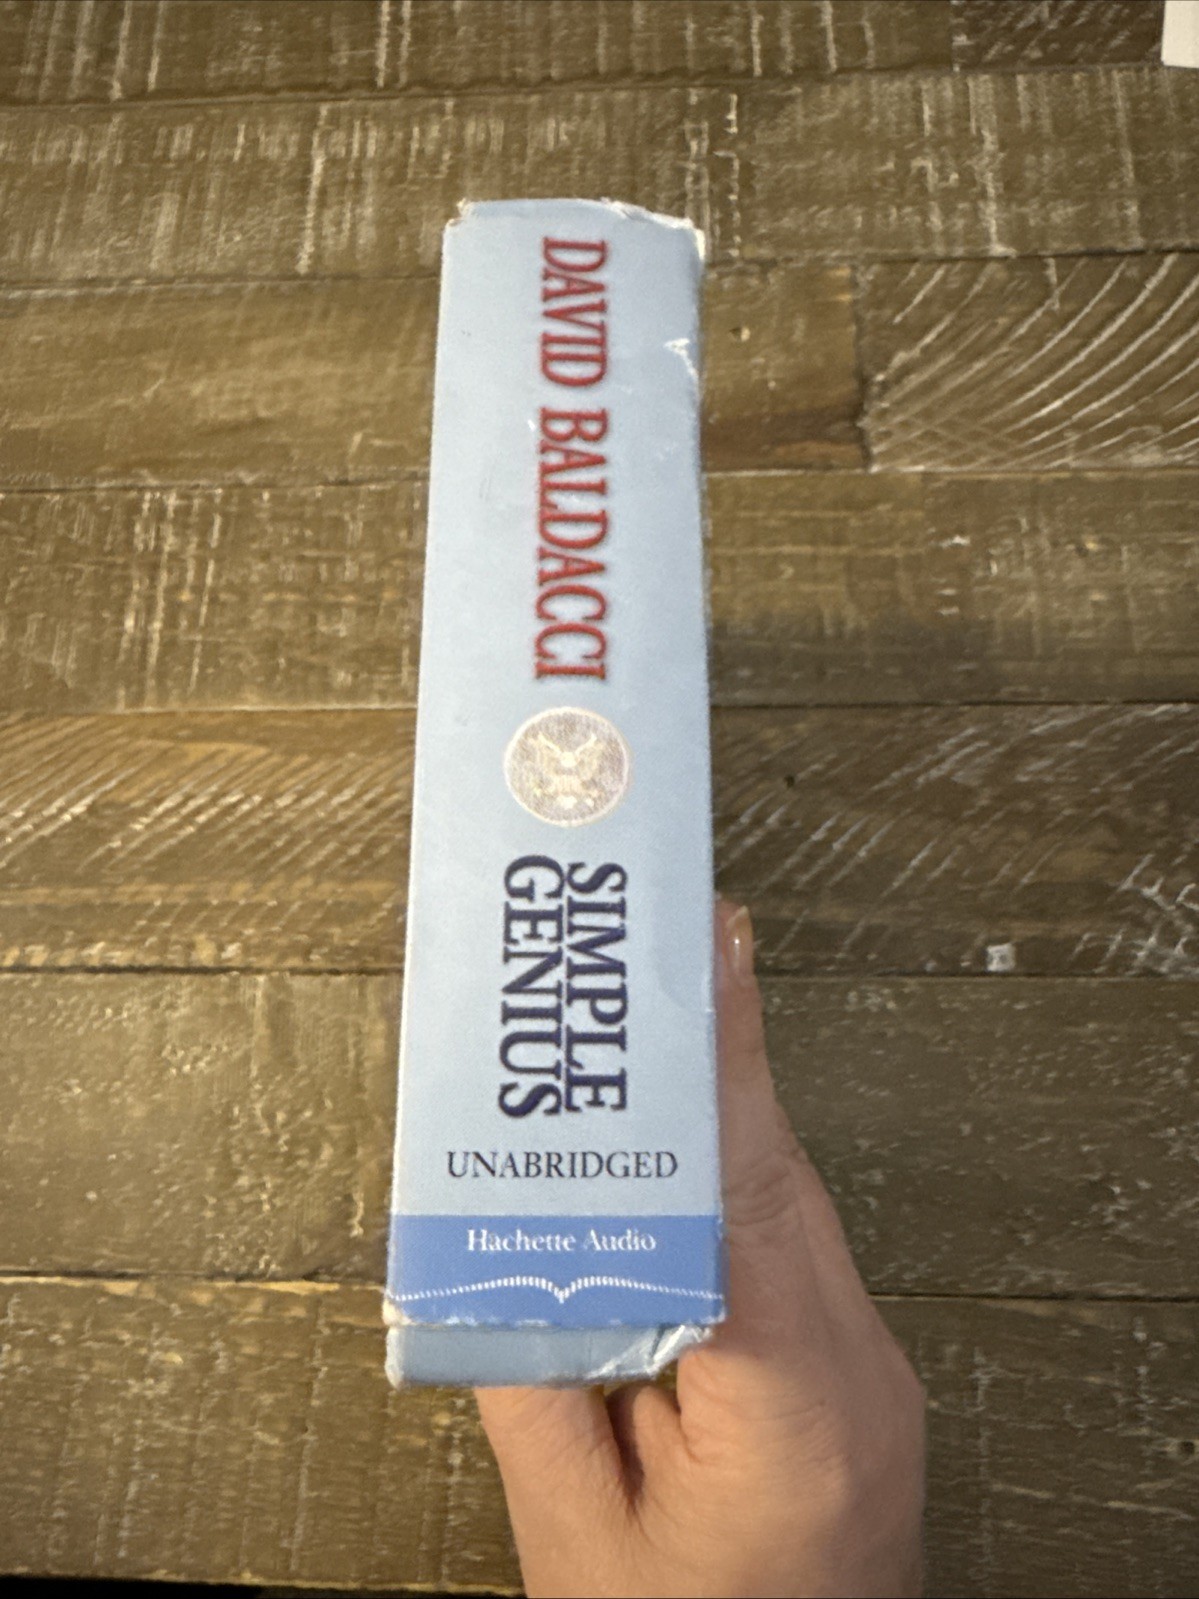 DAVID BALDACCI
SIMPLE
GENIUS
UNABRIDGED
Hachette Audio